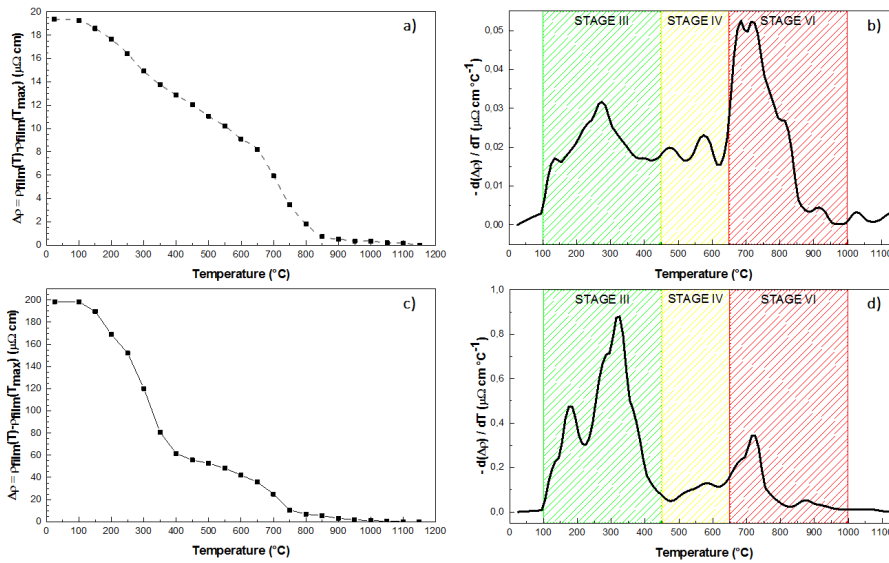 Δρ = ρfilm(T)-ρfilm(Tmax) (μΩ cm)
20
18
16
14
12
10
8
6
4
2
0
a)
0 100 200 300 400 500 600 700 800 900 1000 1100 1200
Temperature (°C)
- d(Δρ) / dT (μΩ cm°C⁻¹)
0,05
0,04
0,03
0,02
0,01
0,00
STAGE III STAGE IV STAGE VI
b)
0 100 200 300 400 500 600 700 800 900 1000 1100
Temperature (°C)
Δρ = ρfilm(T)-ρfilm(Tmax) (μΩ cm)
200
180
160
140
120
100
80
60
40
20
0
c)
0 100 200 300 400 500 600 700 800 900 1000 1100 1200
Temperature (°C)
- d(Δρ) / dT (μΩ cm°C⁻¹)
1,0
0,8
0,6
0,4
0,2
0,0
STAGE III STAGE IV STAGE VI
d)
0 100 200 300 400 500 600 700 800 900 1000 1100
Temperature (°C)